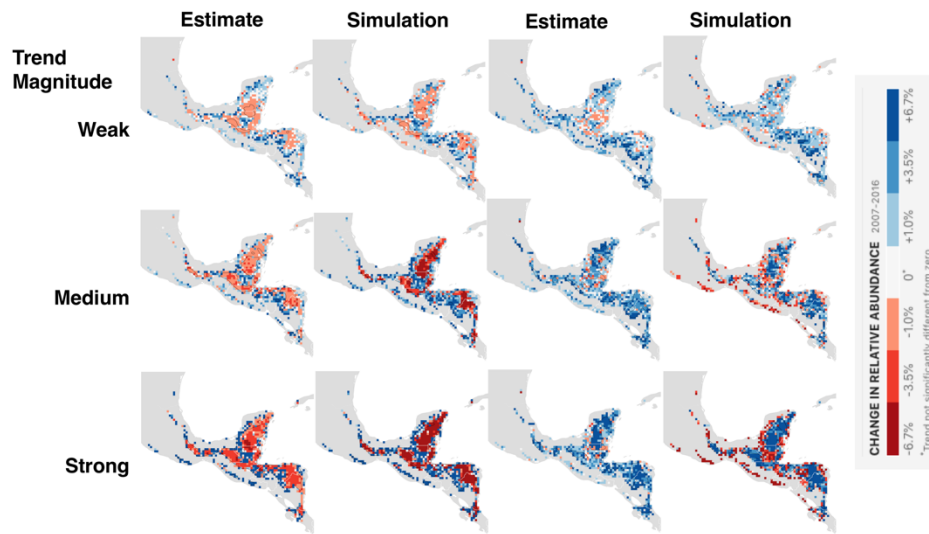 Estimate Simulation Estimate Simulation
Trend
Magnitude
Weak
Medium
Strong
CHANGE IN RELATIVE ABUNDANCE 2007-2016
-6.7% -3.5% -1.0% 0* +1.0% +3.5% +6.7%
* Trend not significantly different from zero